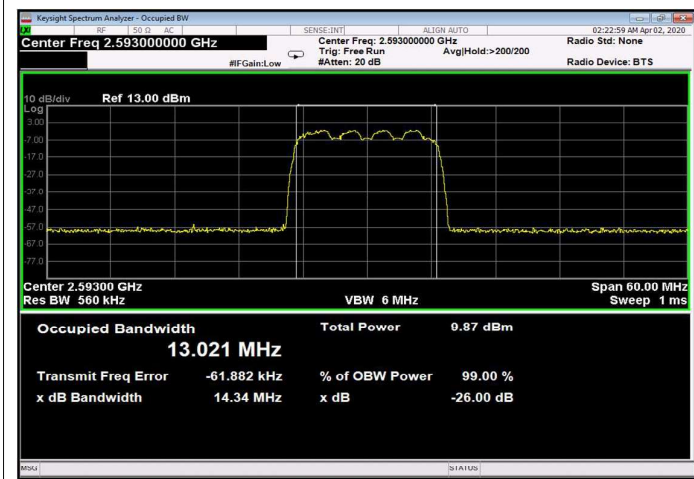 Keysight Spectrum Analyzer - Occupied BW
RF 50 Ω AC SENSE:INT ALIGN AUTO 02:22:59 AM Apr 02, 2020
Center Freq 2.593000000 GHz Center Freq: 2.593000000 GHz Radio Std: None
Trig: Free Run Avg|Hold:>200/200
#IFGain:Low #Atten: 20 dB Radio Device: BTS
10 dB/div Ref 13.00 dBm
Log
3.00
-7.00
-17.0
-27.0
-37.0
-47.0
-57.0
-67.0
-77.0
Center 2.59300 GHz Span 60.00 MHz
Res BW 560 kHz VBW 6 MHz Sweep 1 ms
Occupied Bandwidth Total Power 9.87 dBm
13.021 MHz
Transmit Freq Error -61.882 kHz % of OBW Power 99.00 %
x dB Bandwidth 14.34 MHz x dB -26.00 dB
MSG STATUS